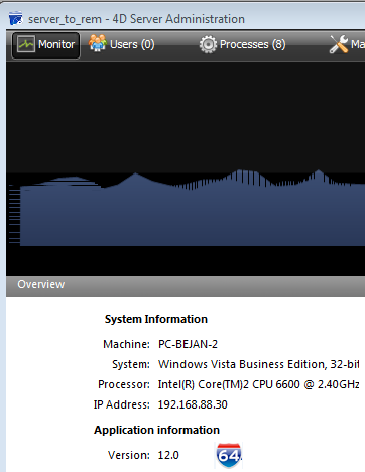 server_to_rem - 4D Server Administration
Monitor Users (0) Processes (8) Ma
Overview
System Information
Machine: PC-BEJAN-2
System: Windows Vista Business Edition, 32-bit
Processor: Intel(R) Core(TM)2 CPU 6600 @ 2.40GHz
IP Address: 192.168.88.30
Application information
Version: 12.0 64